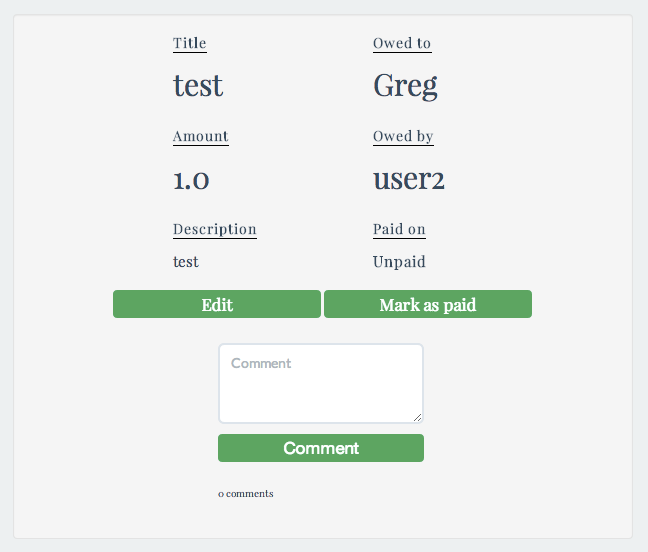 Title
Owed to
test
Greg
Amount
Owed by
1.0
user2
Description
Paid on
test
Unpaid
Edit
Mark as paid
Comment
Comment
0 comments